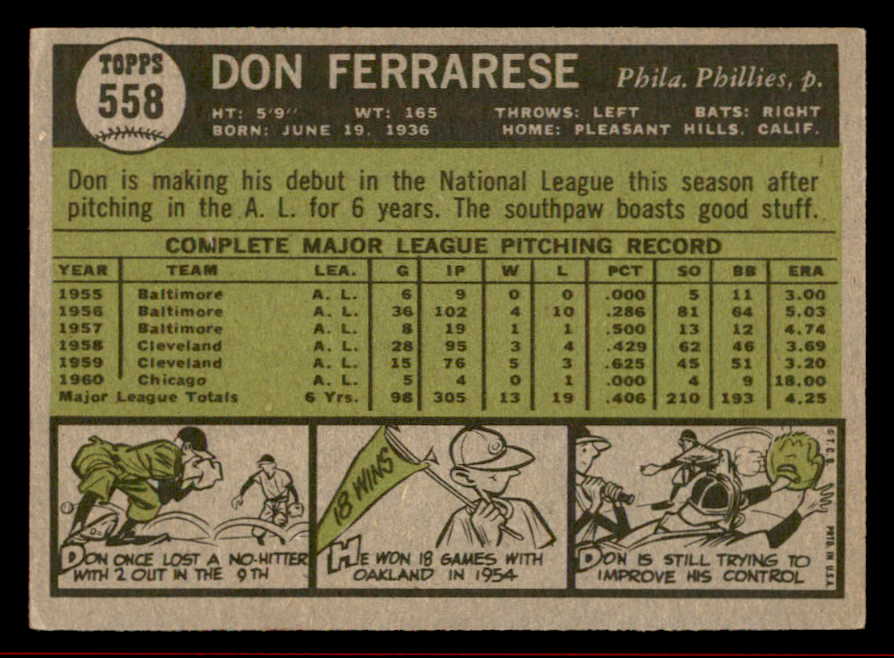 TOPPS
558
DON FERRARESE Phila. Phillies, p.
HT: 5'9" WT: 165 THROWS: LEFT BATS: RIGHT
BORN: JUNE 19, 1936 HOME: PLEASANT HILLS, CALIF.
Don is making his debut in the National League this season after
pitching in the A. L. for 6 years. The southpaw boasts good stuff.
COMPLETE MAJOR LEAGUE PITCHING RECORD
YEAR TEAM LEA. G IP W L PCT SO BB ERA
1955 Baltimore A. L. 6 9 0 0 .000 5 11 3.00
1956 Baltimore A. L. 36 102 4 10 .286 81 64 5.03
1957 Baltimore A. L. 8 19 1 1 .500 13 12 4.74
1958 Cleveland A. L. 28 95 3 4 .429 62 46 3.69
1959 Cleveland A. L. 15 76 5 3 .625 45 51 3.20
1960 Chicago A. L. 5 4 0 1 .000 4 9 18.00
Major League Totals 6 Yrs. 98 305 13 19 .406 210 193 4.25
DON ONCE LOST A NO-HITTER
WITH 2 OUT IN THE 9TH
18 WINS
HE WON 18 GAMES WITH
OAKLAND IN 1954
DON IS STILL TRYING TO
IMPROVE HIS CONTROL
©T.C.G. PRTD. IN U.S.A.